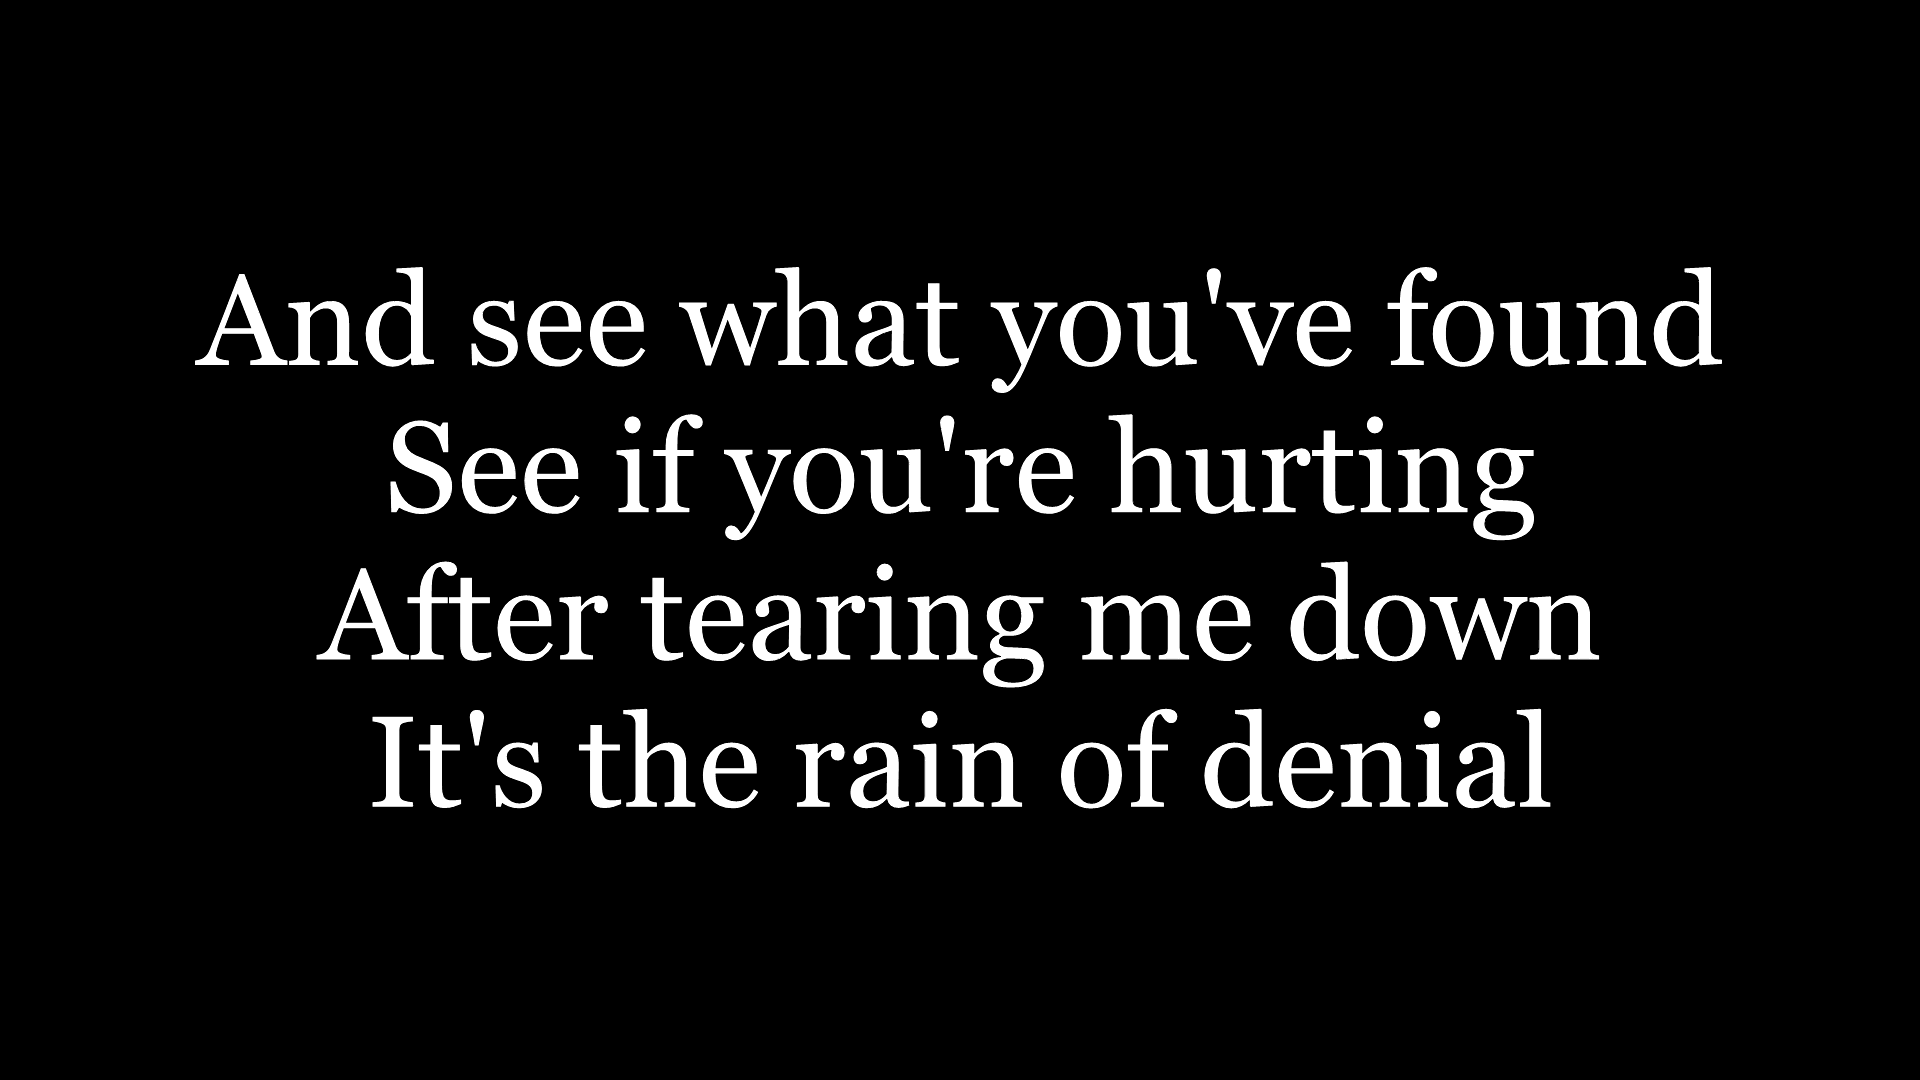 And see what you've found
See if you're hurting
After tearing me down
It's the rain of denial